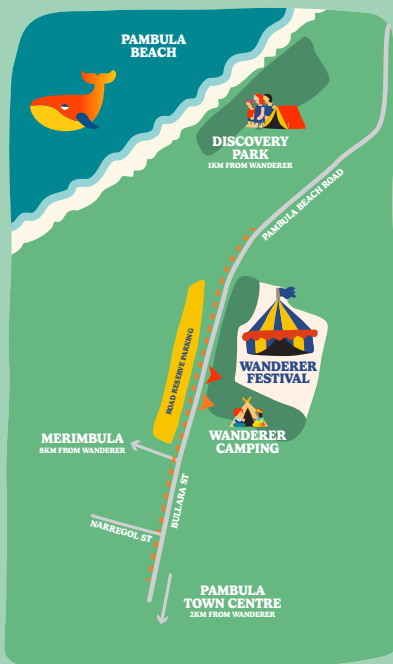 PAMBULA
BEACH
DISCOVERY
PARK
1KM FROM WANDERER
PAMBULA BEACH ROAD
ROAD RESERVE PARKING
WANDERER
FESTIVAL
WANDERER
CAMPING
MERIMBULA
8KM FROM WANDERER
BULLARA ST
NARREGOL ST
PAMBULA
TOWN CENTRE
2KM FROM WANDERER